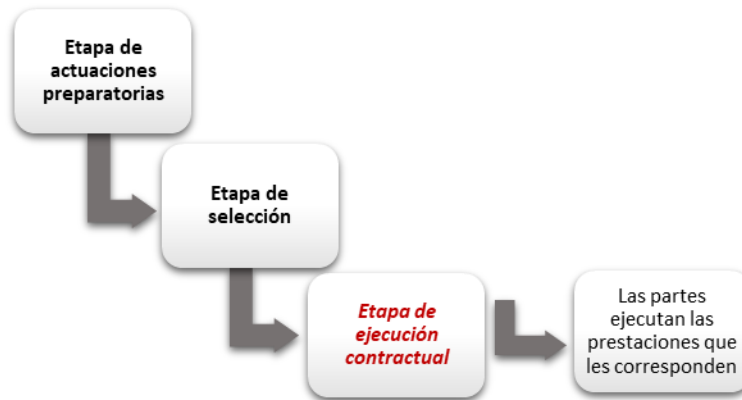 Etapa de
actuaciones
preparatorias
Etapa de
selección
Etapa de
ejecución
contractual
Las partes
ejecutan las
prestaciones que
les corresponden